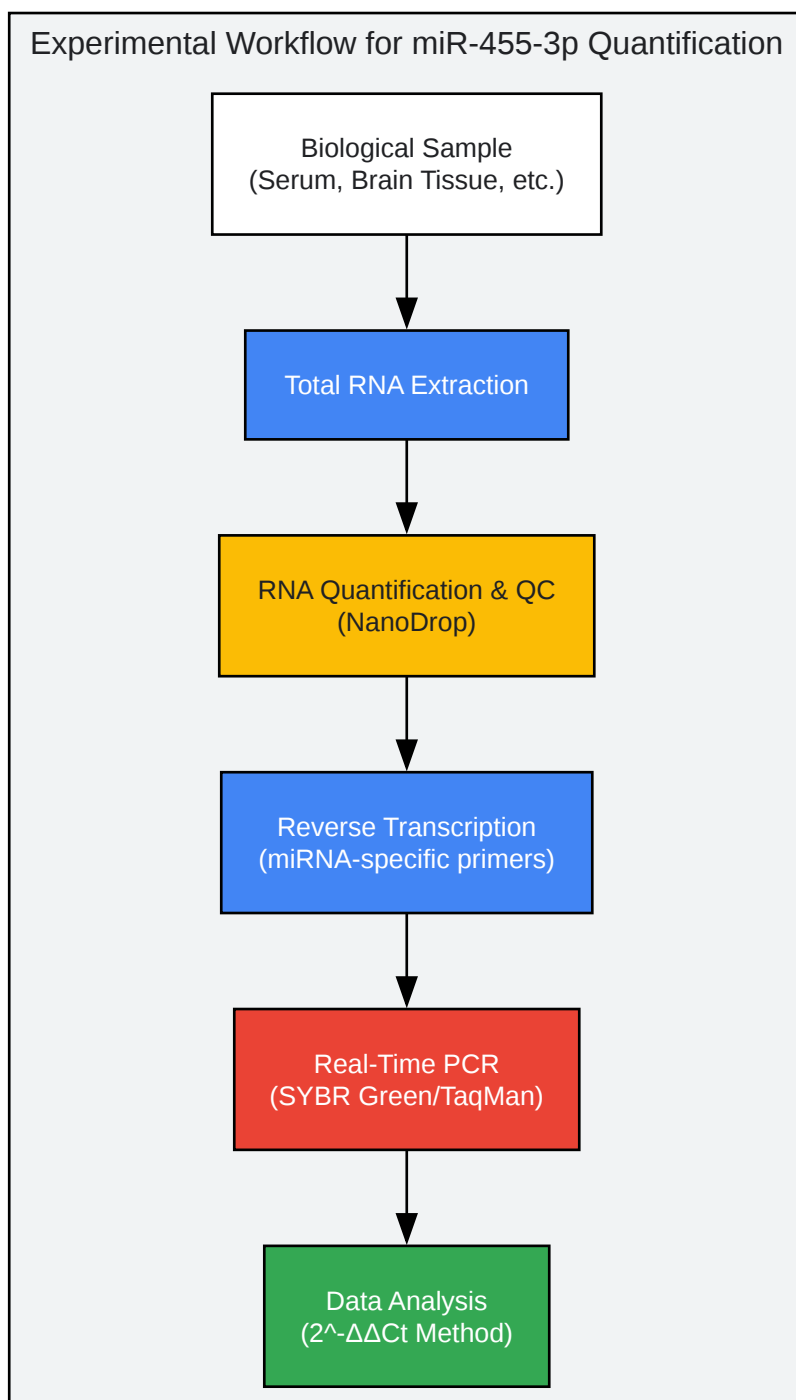 Experimental Workflow for miR-455-3p Quantification
Biological Sample
(Serum, Brain Tissue, etc.)
Total RNA Extraction
RNA Quantification & QC
(NanoDrop)
Reverse Transcription
(miRNA-specific primers)
Real-Time PCR
(SYBR Green/TaqMan)
Data Analysis
(2^-ΔΔCt Method)